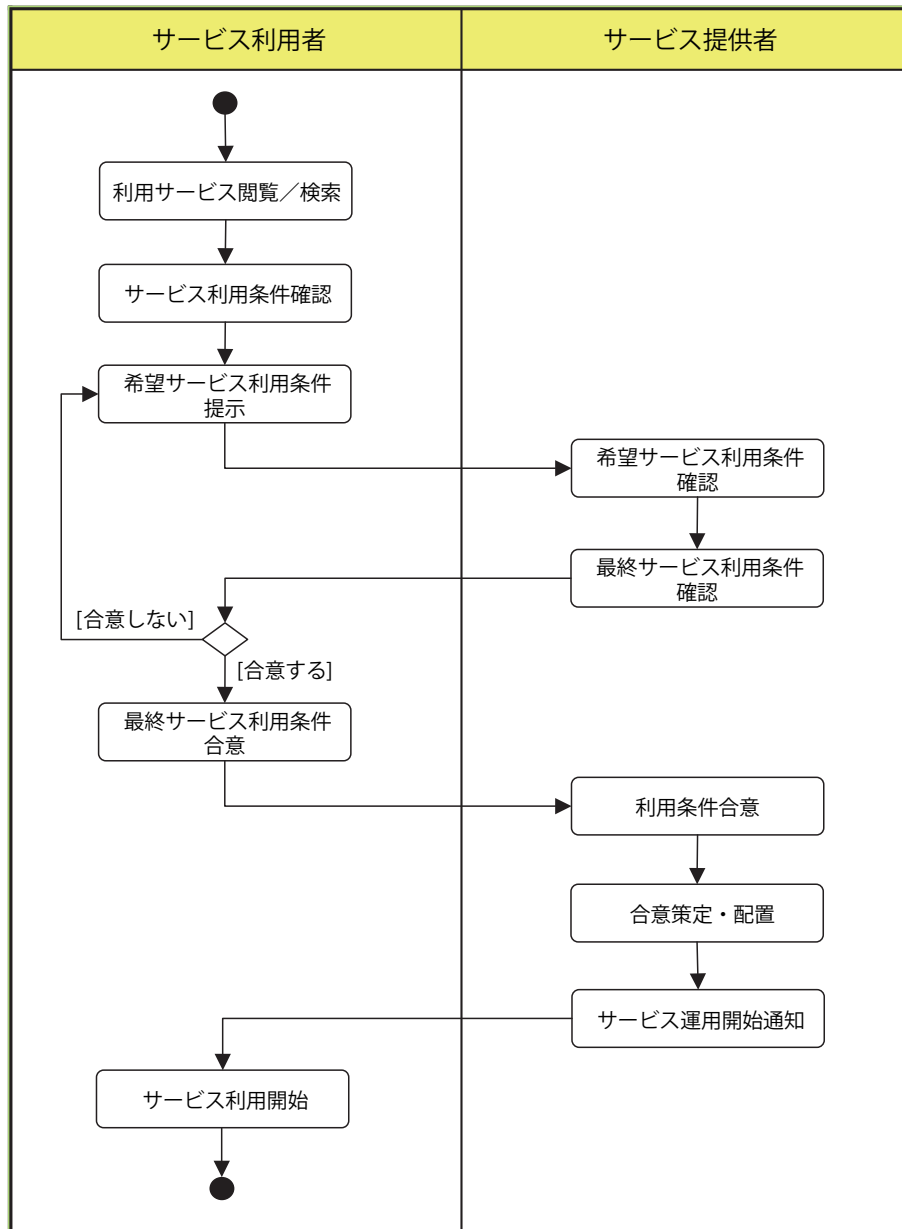 サービス利用者
サービス提供者
利用サービス閲覧／検索
サービス利用条件確認
希望サービス利用条件
提示
希望サービス利用条件
確認
最終サービス利用条件
確認
[合意しない]
[合意する]
最終サービス利用条件
合意
利用条件合意
合意策定・配置
サービス運用開始通知
サービス利用開始